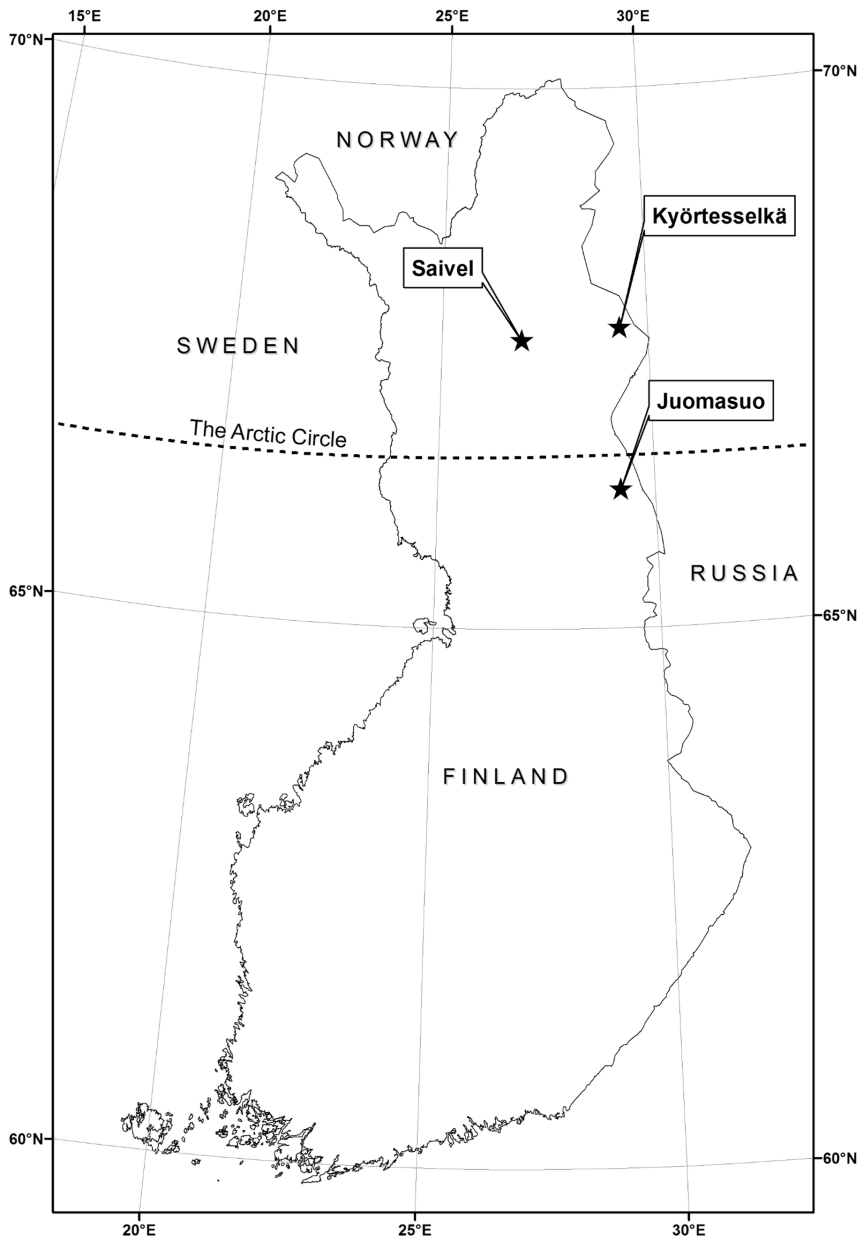 15°E 20°E 25°E 30°E
70°N
70°N
NORWAY
Kyörtesselkä
Saivel
SWEDEN
Juomasuo
The Arctic Circle
RUSSIA
65°N
65°N
FINLAND
60°N
60°N
20°E 25°E 30°E